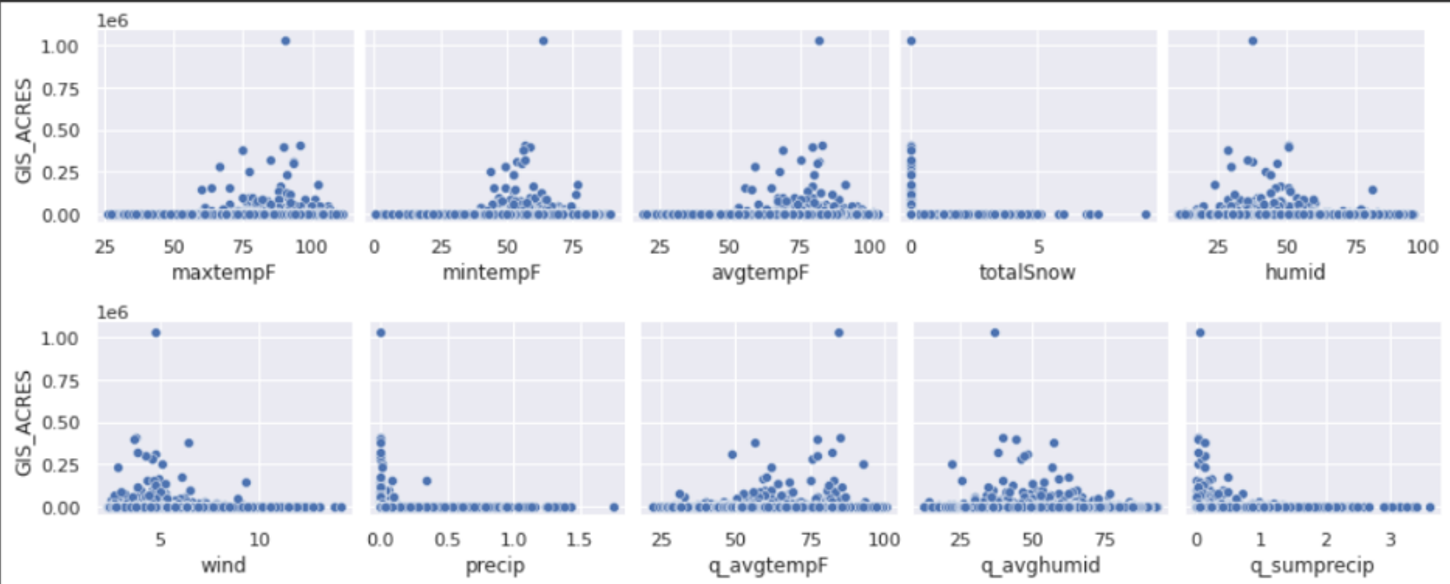 1e6
GIS_ACRES
1.00
0.75
0.50
0.25
0.00
25 50 75 100
0 25 50 75
50 75 100
0 5
25 50 75 100
maxtempF mintempF avgtempF totalSnow humid
1e6
GIS_ACRES
1.00
0.75
0.50
0.25
0.00
5 10
0.0 0.5 1.0 1.5
25 50 75 100
25 50 75
0 1 2 3
wind precip q_avgtempF q_avghumid q_sumprecip